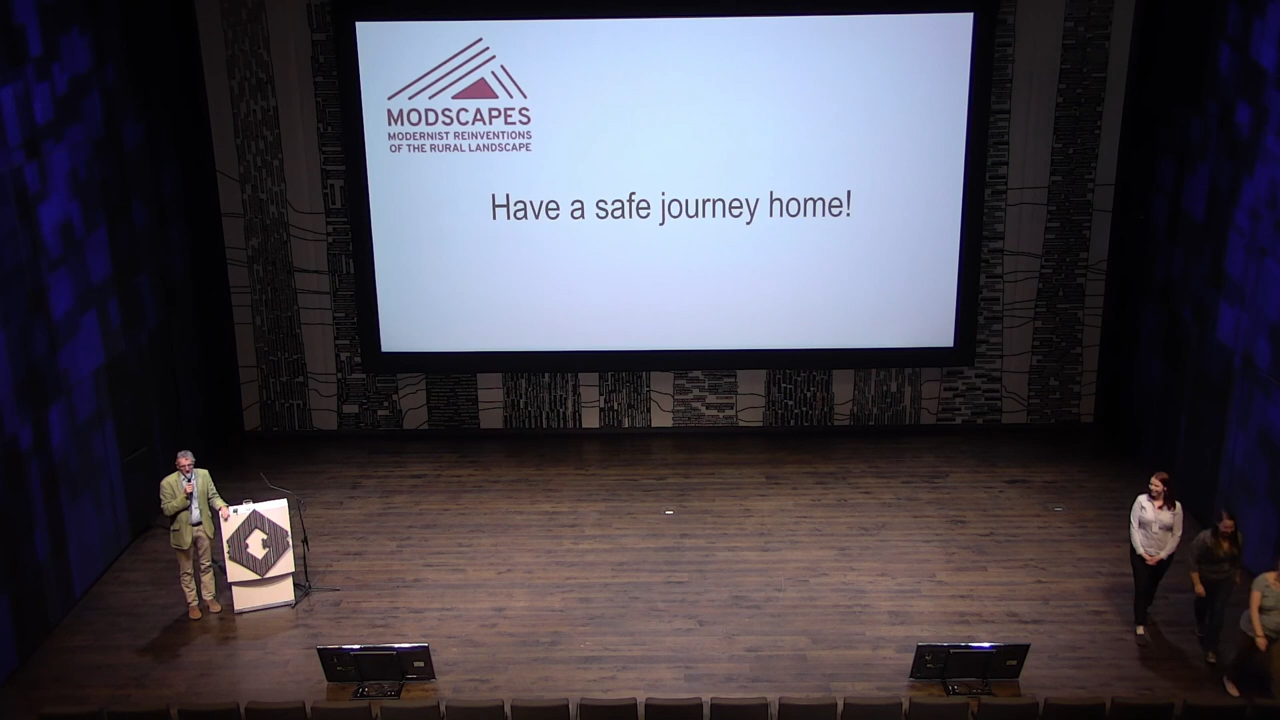 MODSCAPES
MODERNIST REINVENTIONS
OF THE RURAL LANDSCAPE
Have a safe journey home!